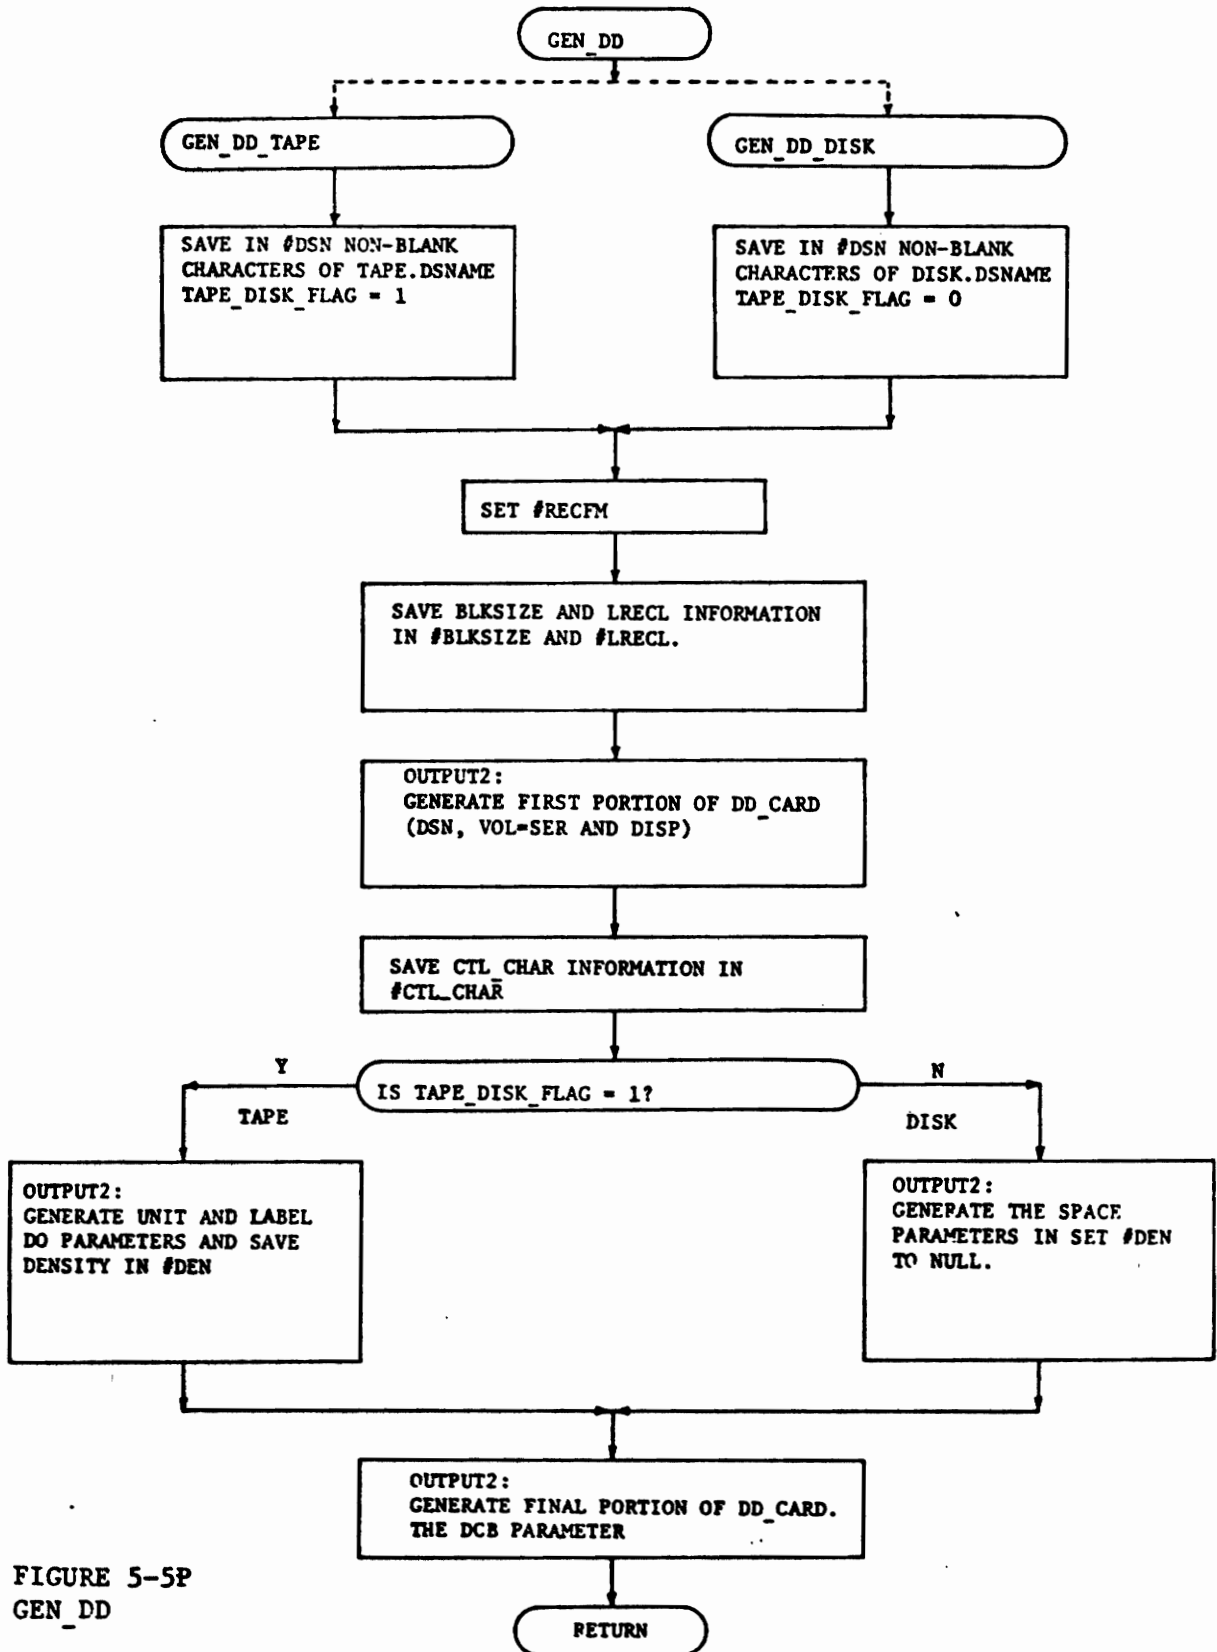 GEN_DD
GEN_DD_TAPE
GEN_DD_DISK
SAVE IN #DSN NON-BLANK
CHARACTERS OF TAPE.DSNAME
TAPE_DISK_FLAG = 1
SAVE IN #DSN NON-BLANK
CHARACTERS OF DISK.DSNAME
TAPE_DISK_FLAG = 0
SET #RECFM
SAVE BLKSIZE AND LRECL INFORMATION
IN #BLKSIZE AND #LRECL.
OUTPUT2:
GENERATE FIRST PORTION OF DD_CARD
(DSN, VOL=SER AND DISP)
SAVE CTL_CHAR INFORMATION IN
#CTL_CHAR
IS TAPE_DISK_FLAG = 1?
Y
TAPE
N
DISK
OUTPUT2:
GENERATE UNIT AND LABEL
DO PARAMETERS AND SAVE
DENSITY IN #DEN
OUTPUT2:
GENERATE THE SPACE
PARAMETERS IN SET #DEN
TO NULL.
OUTPUT2:
GENERATE FINAL PORTION OF DD_CARD.
THE DCB PARAMETER
RETURN
FIGURE 5-5P
GEN_DD